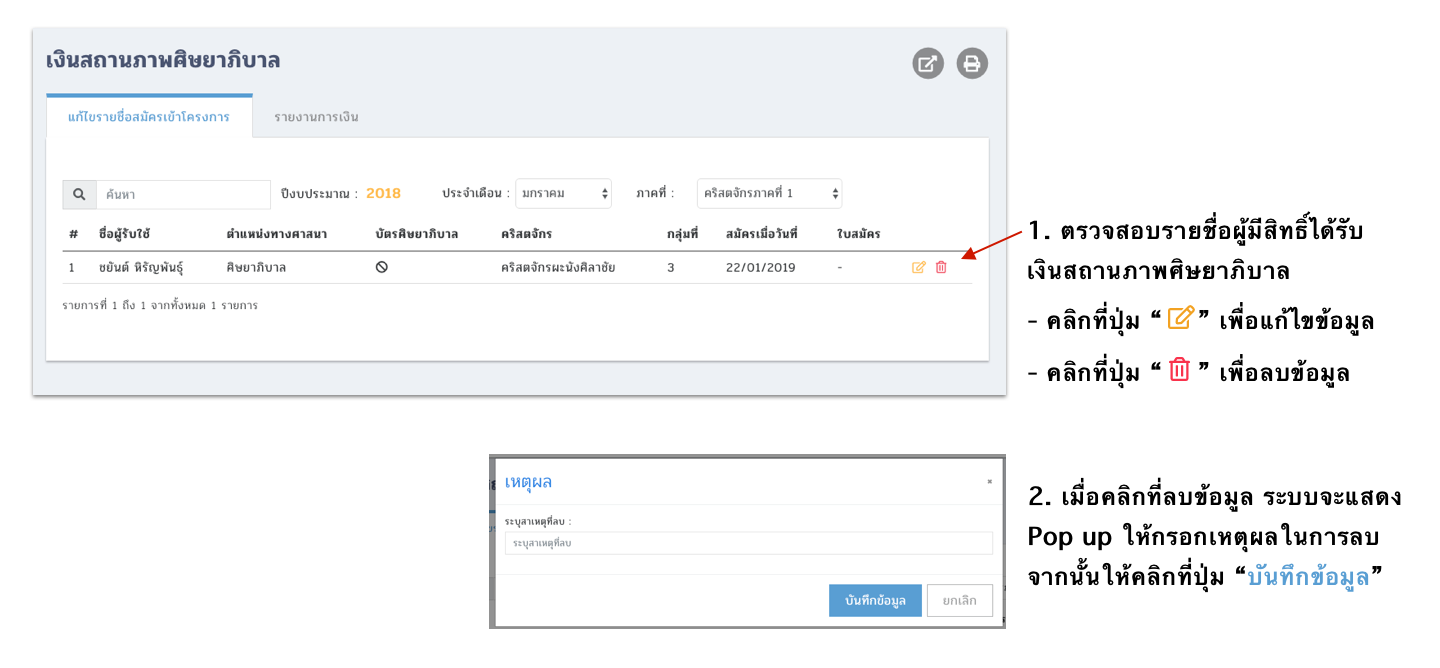 เงินสถานภาพศิษยาภิบาล
แก้ไขรายชื่อสมัครเข้าโครงการ รายงานการเงิน
ค้นหา ปีงบประมาณ : 2018 ประจำเดือน : มกราคม ภาคที่ : คริสตจักรภาคที่ 1
# ชื่อผู้รับใช้ ตำแหน่งทางศาสนา บัตรศิษยาภิบาล คริสตจักร กลุ่มที่ สมัครเมื่อวันที่ ใบสมัคร
1 ชยันต์ หิรัญพันธุ์ ศิษยาภิบาล คริสตจักรผะนังศิลาชัย 3 22/01/2019 -
รายการที่ 1 ถึง 1 จากทั้งหมด 1 รายการ
1. ตรวจสอบรายชื่อผู้มีสิทธิ์ได้รับ
เงินสถานภาพศิษยาภิบาล
- คลิกที่ปุ่ม “ ” เพื่อแก้ไขข้อมูล
- คลิกที่ปุ่ม “ ” เพื่อลบข้อมูล
เหตุผล ×
ระบุสาเหตุที่ลบ :
ระบุสาเหตุที่ลบ
บันทึกข้อมูล ยกเลิก
2. เมื่อคลิกที่ลบข้อมูล ระบบจะแสดง
Pop up ให้กรอกเหตุผลในการลบ
จากนั้นให้คลิกที่ปุ่ม “บันทึกข้อมูล”